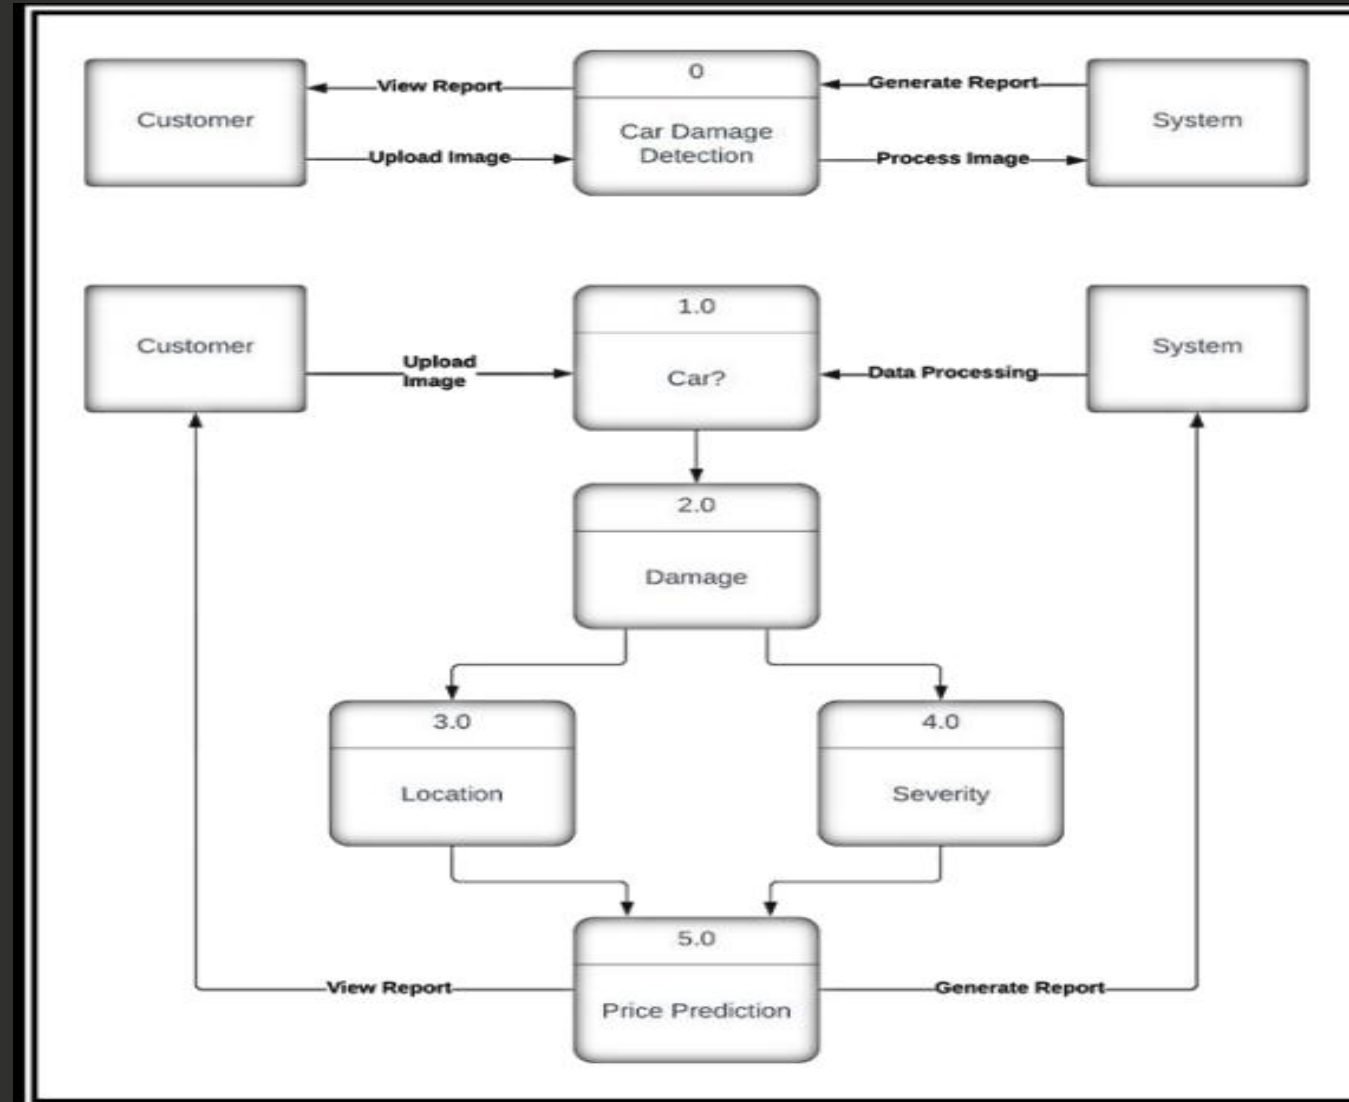 0
View Report
Generate Report
Customer
Car Damage
Detection
System
Upload Image
Process Image
1.0
Customer
Upload
Image
Car?
Data Processing
System
2.0
Damage
3.0
4.0
Location
Severity
5.0
View Report
Generate Report
Price Prediction